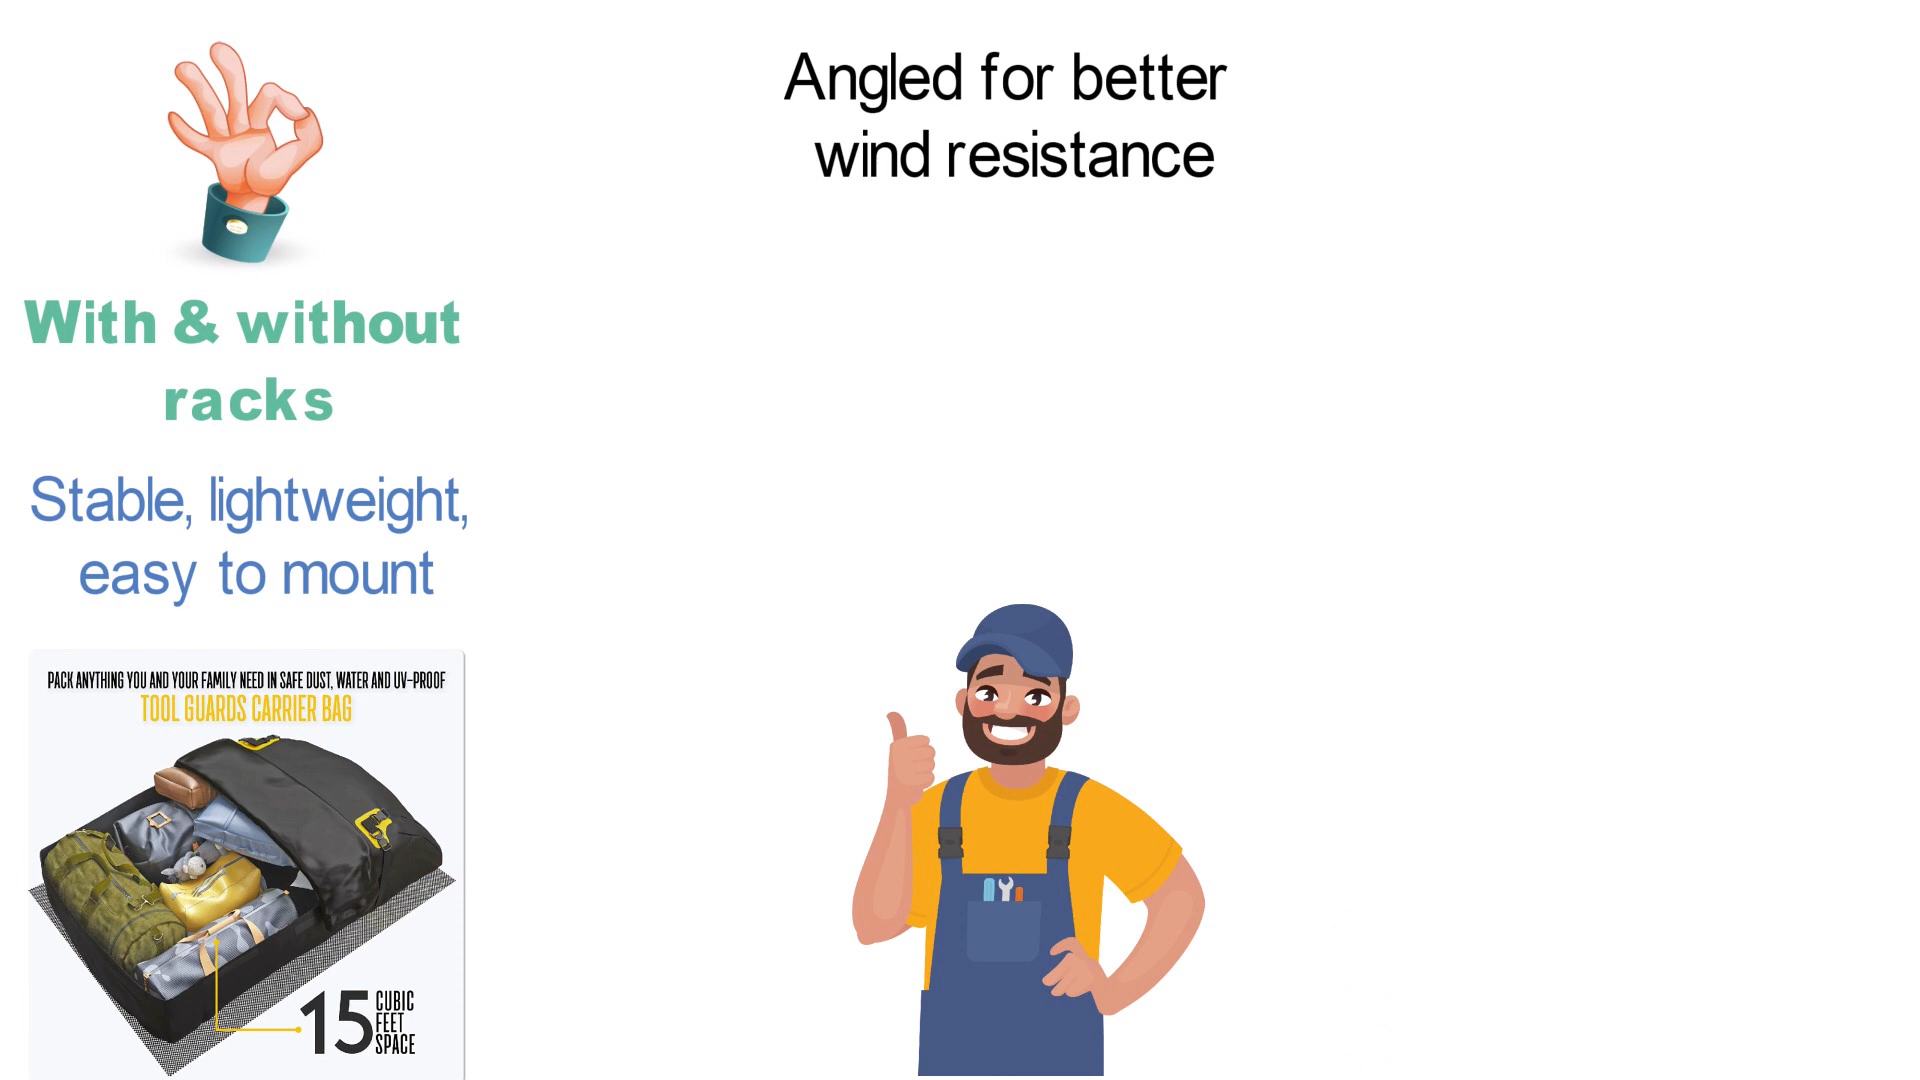 Angled for better
wind resistance
With & without
racks
Stable, lightweight,
easy to mount
PACK ANYTHING YOU AND YOUR FAMILY NEED IN SAFE DUST, WATER AND UV-PROOF
TOOL GUARDS CARRIER BAG
15
CUBIC
FEET
SPACE